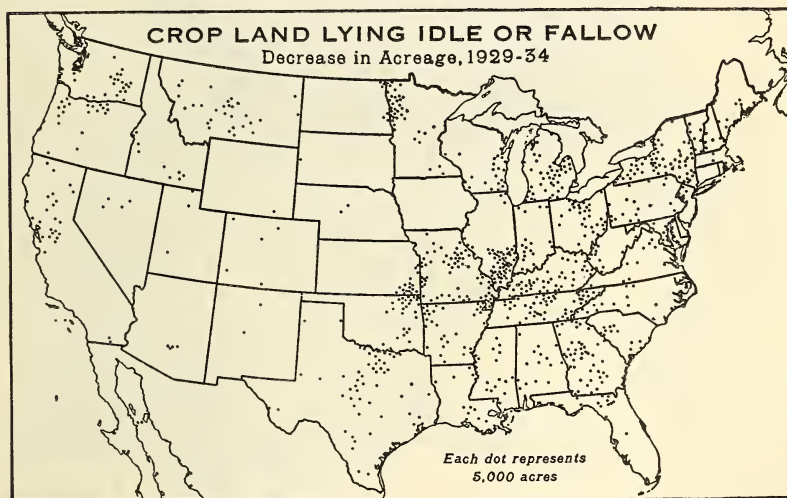 CROP LAND LYING IDLE OR FALLOW
Decrease in Acreage, 1929-34
Each dot represents
5,000 acres